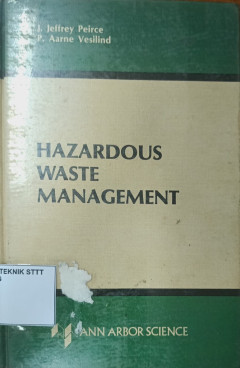 J. Jeffrey Peirce
P. Aarne Vesilind
HAZARDOUS
WASTE
MANAGEMENT
TEKNIK STTT
ANN ARBOR SCIENCE